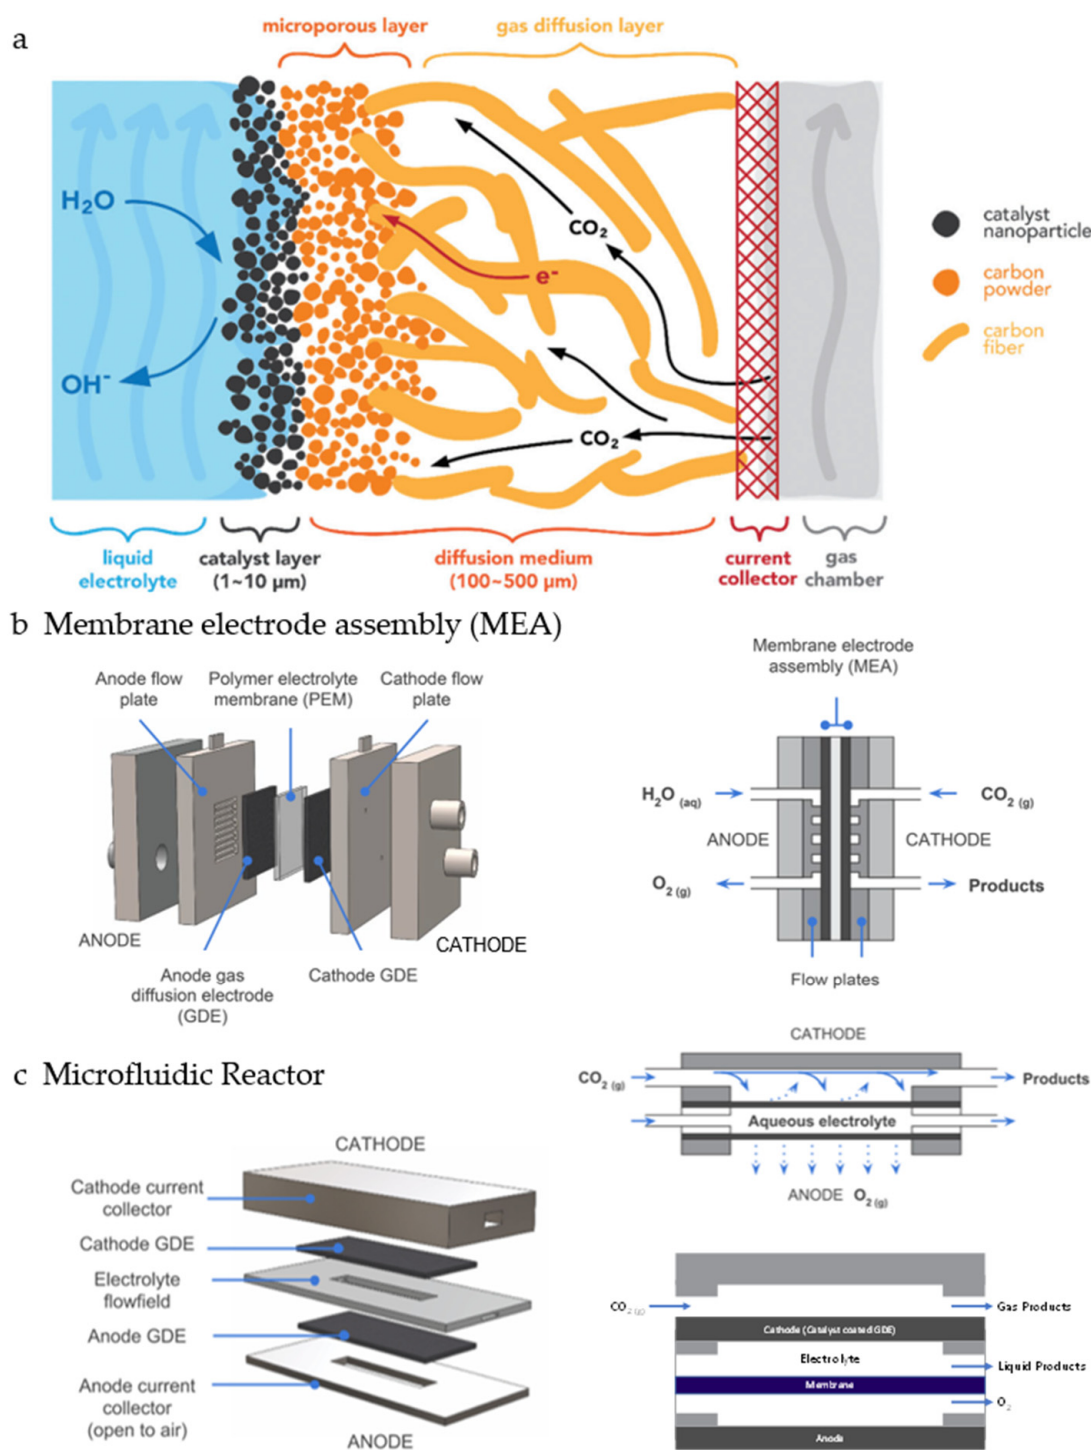 a
microporous layer
gas diffusion layer
H₂O
OH⁻
e⁻
CO₂
CO₂
catalyst
nanoparticle
carbon
powder
carbon
fiber
liquid
electrolyte
catalyst layer
(1~10 μm)
diffusion medium
(100~500 μm)
current
collector
gas
chamber
b Membrane electrode assembly (MEA)
Anode flow
plate
Polymer electrolyte
membrane (PEM)
Cathode flow
plate
ANODE
CATHODE
Anode gas
diffusion electrode
(GDE)
Cathode GDE
Membrane electrode
assembly (MEA)
H₂O (aq)
CO₂ (g)
ANODE
CATHODE
O₂ (g)
Products
Flow plates
c Microfluidic Reactor
CATHODE
Cathode current
collector
Cathode GDE
Electrolyte
flowfield
Anode GDE
Anode current
collector
(open to air)
ANODE
CATHODE
CO₂ (g)
Products
Aqueous electrolyte
ANODE O₂ (g)
CO₂ (g)
Gas Products
Cathode (Catalyst coated GDE)
Electrolyte
Liquid Products
Membrane
O₂
Anode